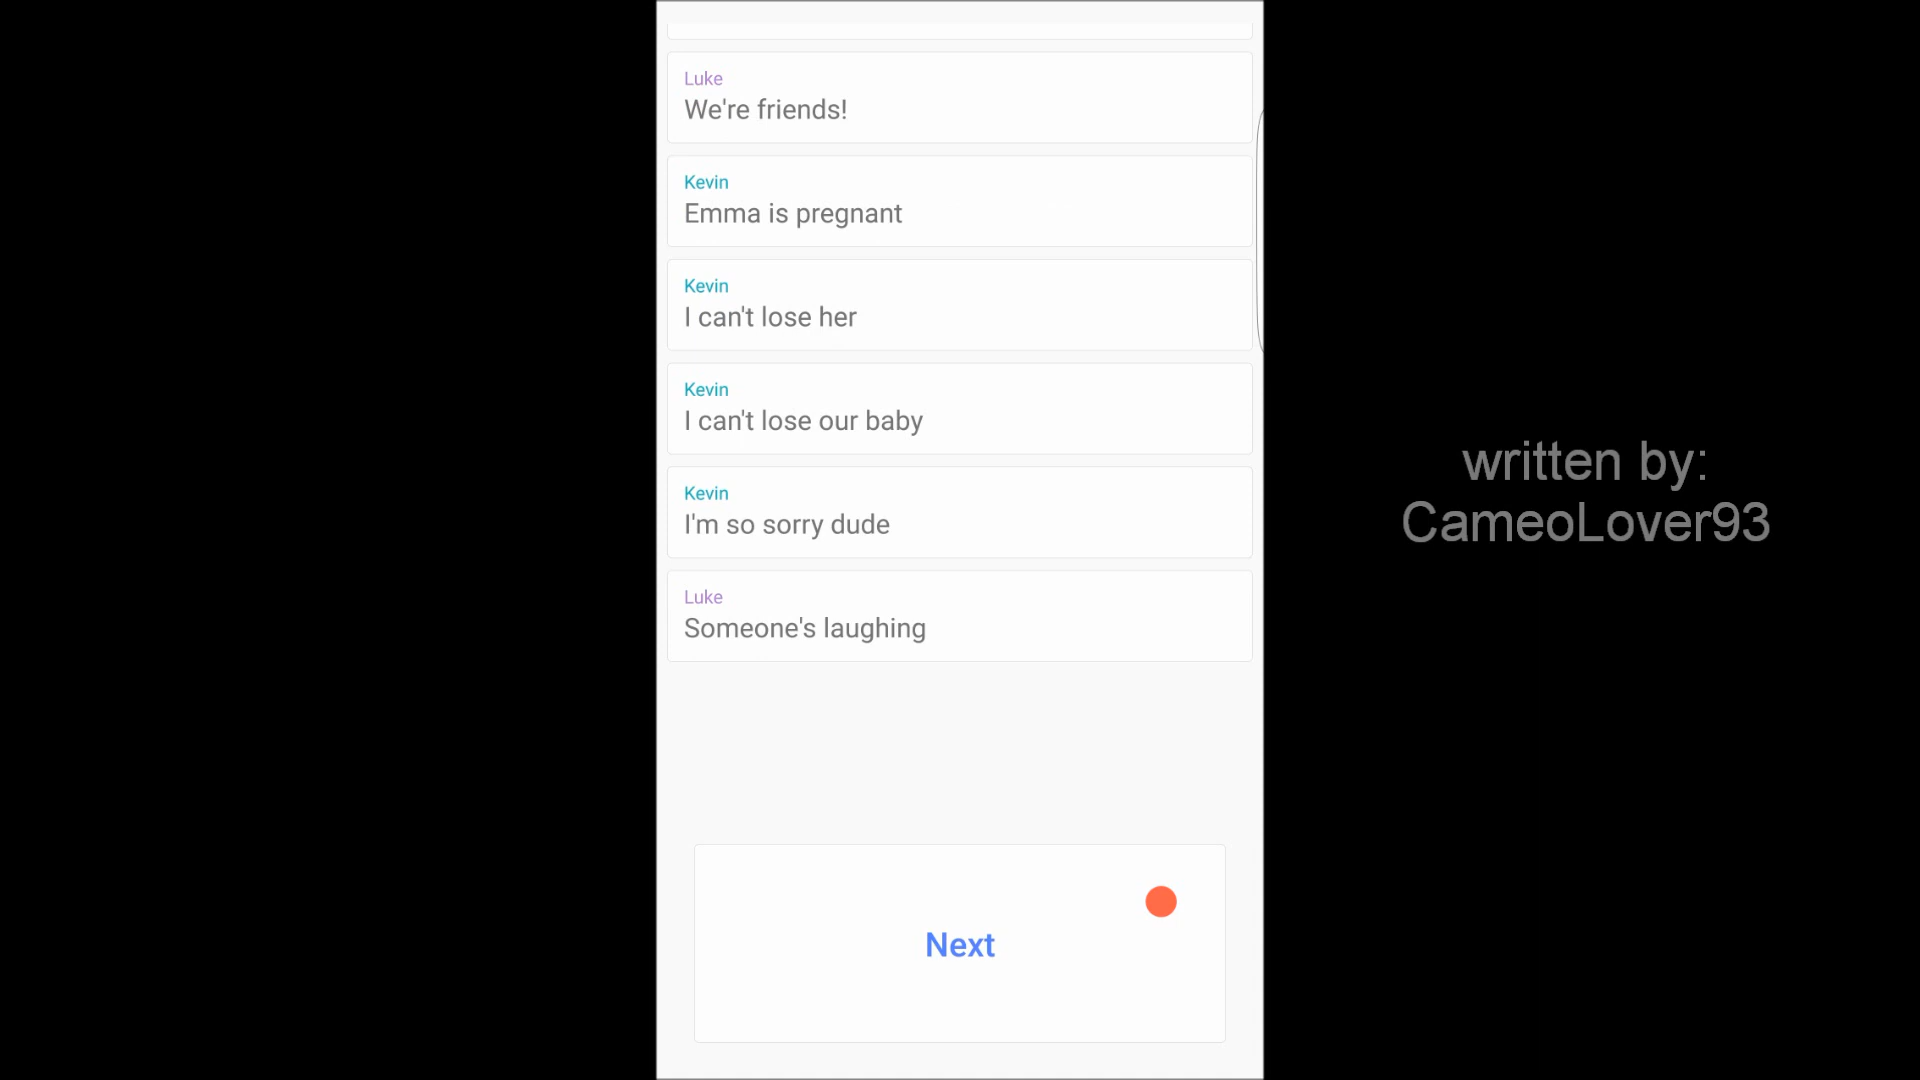 Luke
We're friends!
Kevin
Emma is pregnant
Kevin
I can't lose her
Kevin
I can't lose our baby
Kevin
I'm so sorry dude
Luke
Someone's laughing
Next
written by:
CameoLover93